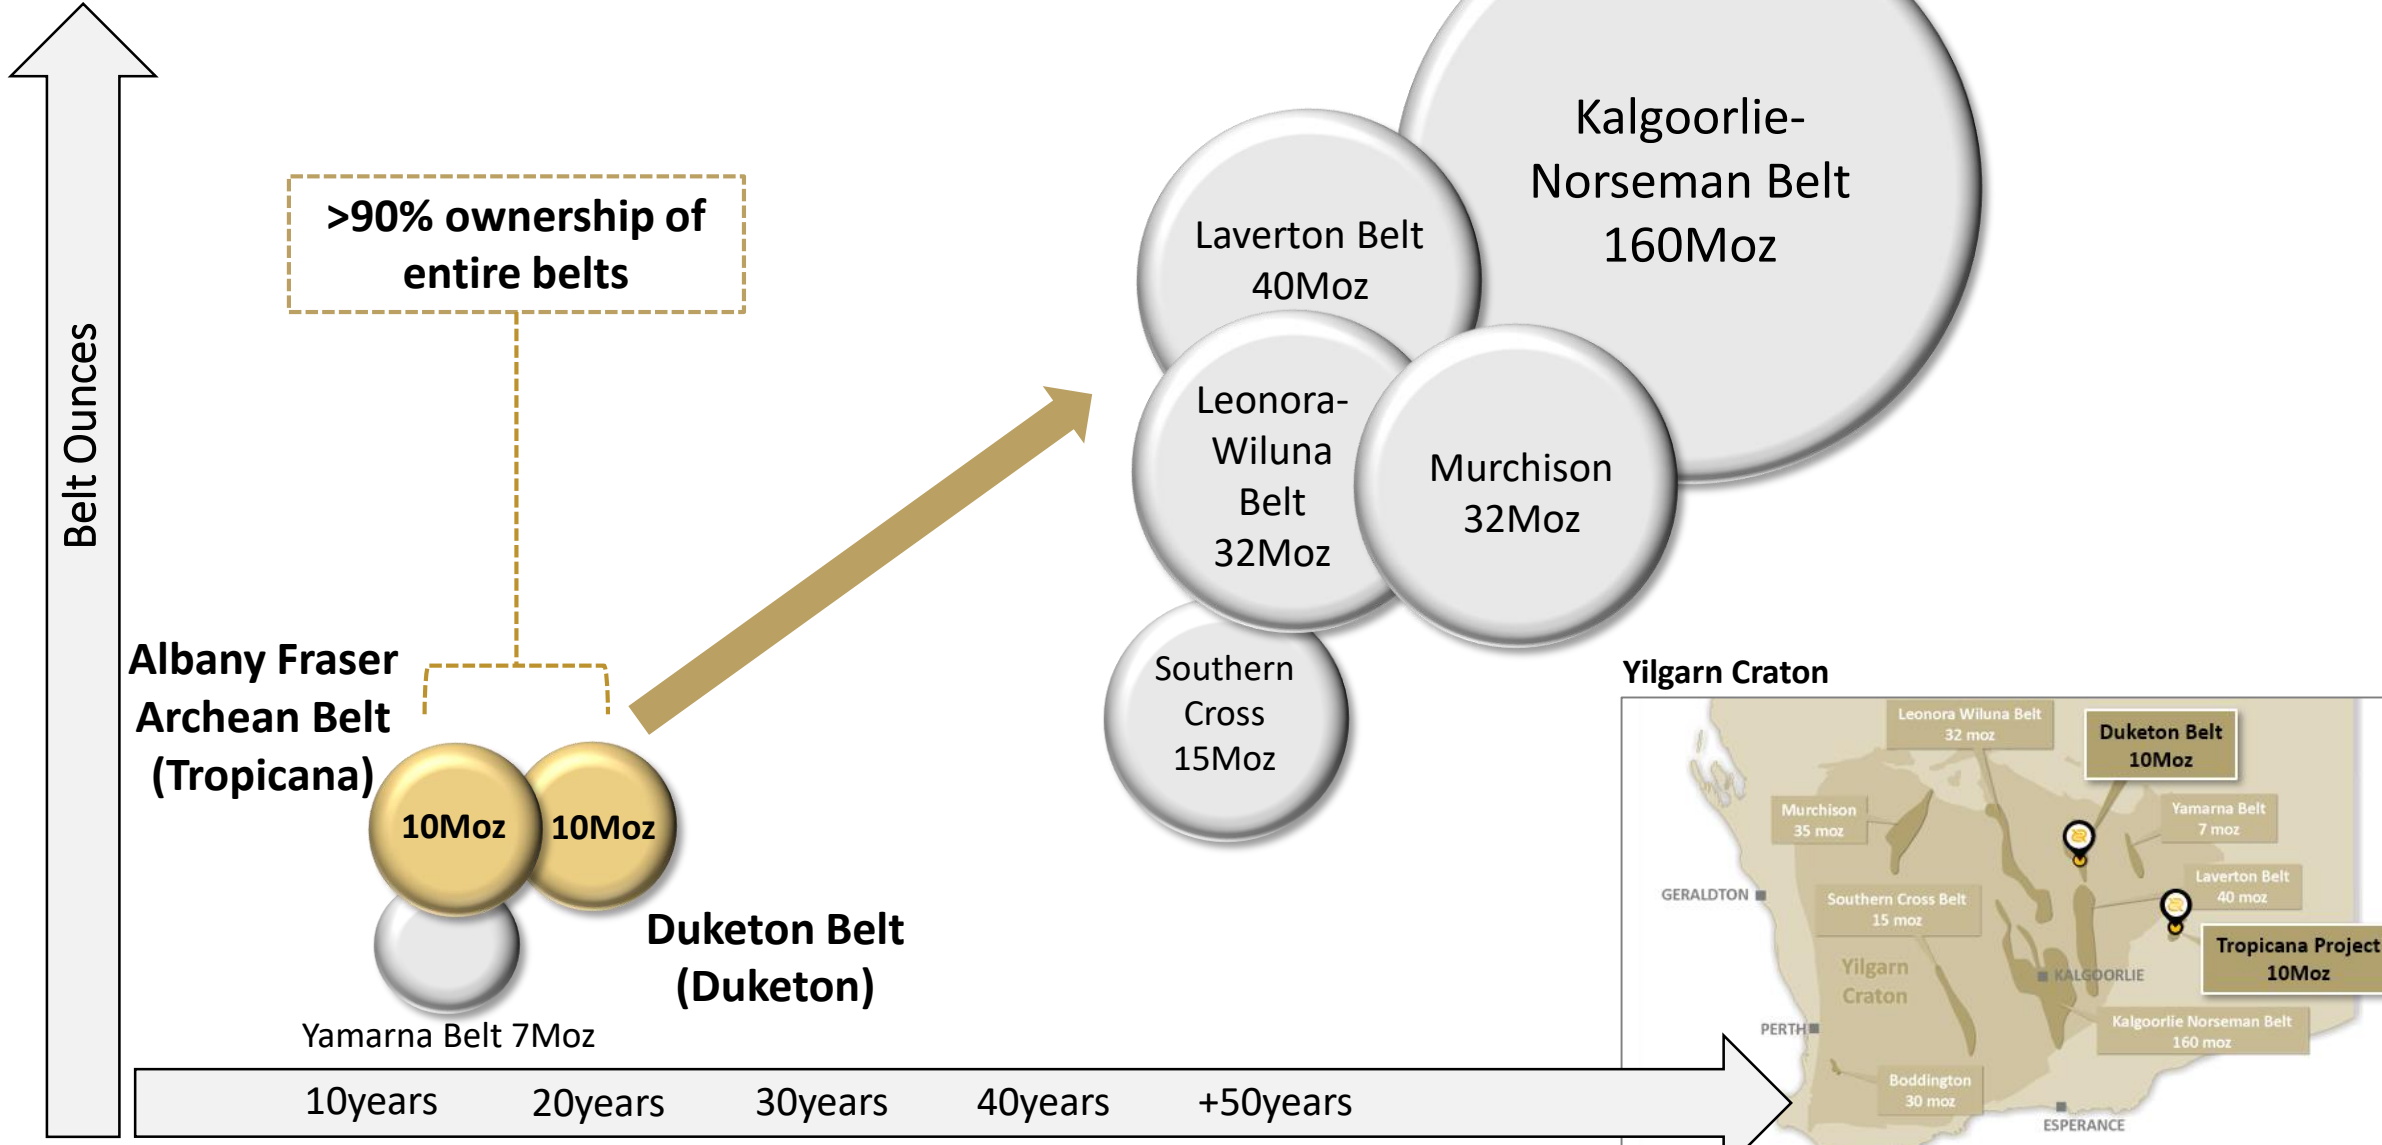 Belt Ounces
>90% ownership of
entire belts
Kalgoorlie-
Norseman Belt
160Moz
Laverton Belt
40Moz
Leonora-
Wiluna
Belt
32Moz
Murchison
32Moz
Southern
Cross
15Moz
Albany Fraser
Archean Belt
(Tropicana)
10Moz
10Moz
Duketon Belt
(Duketon)
Yamarna Belt 7Moz
10years
20years
30years
40years
+50years
Yilgarn Craton
Leonora Wiluna Belt
32 moz
Duketon Belt
10Moz
Murchison
35 moz
Yamarna Belt
7 moz
Laverton Belt
40 moz
GERALDTON
Southern Cross Belt
15 moz
Tropicana Project
10Moz
Yilgarn
Craton
KALGOORLIE
PERTH
Kalgoorlie Norseman Belt
160 moz
Boddington
30 moz
ESPERANCE